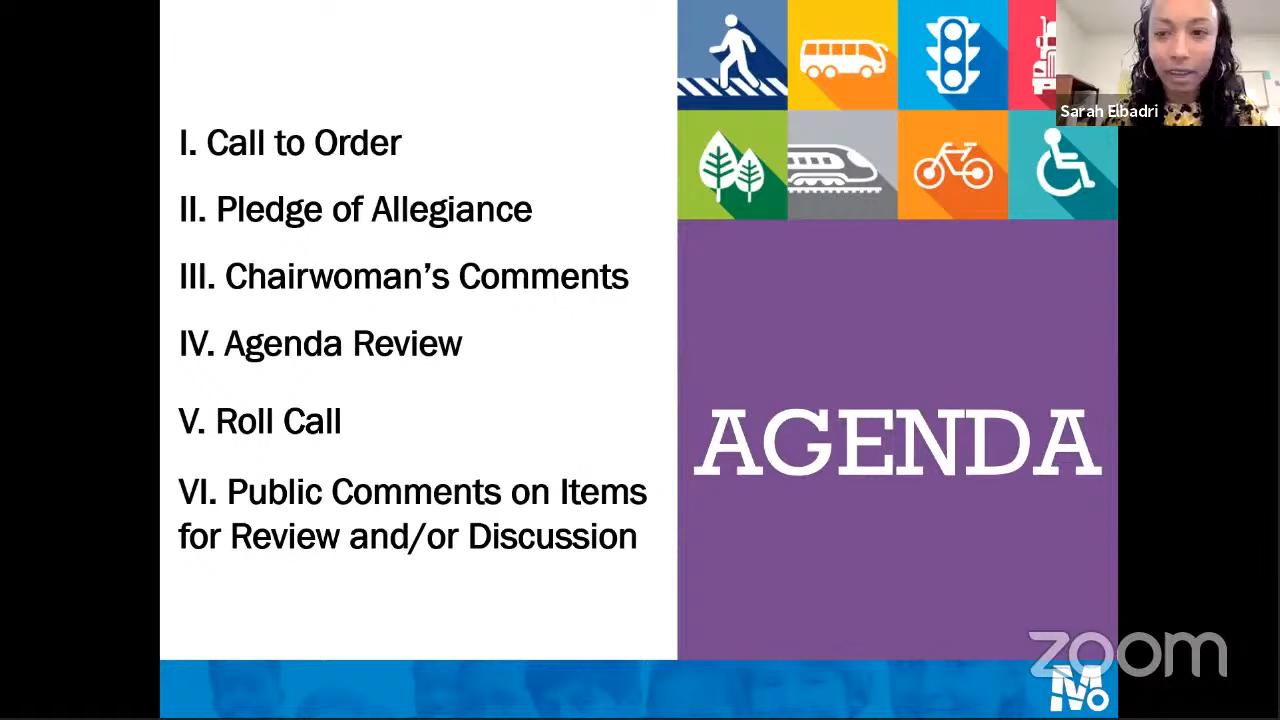 Sarah Elbadri
I. Call to Order
II. Pledge of Allegiance
III. Chairwoman’s Comments
IV. Agenda Review
V. Roll Call
VI. Public Comments on Items
for Review and/or Discussion
AGENDA
zoom
Mo